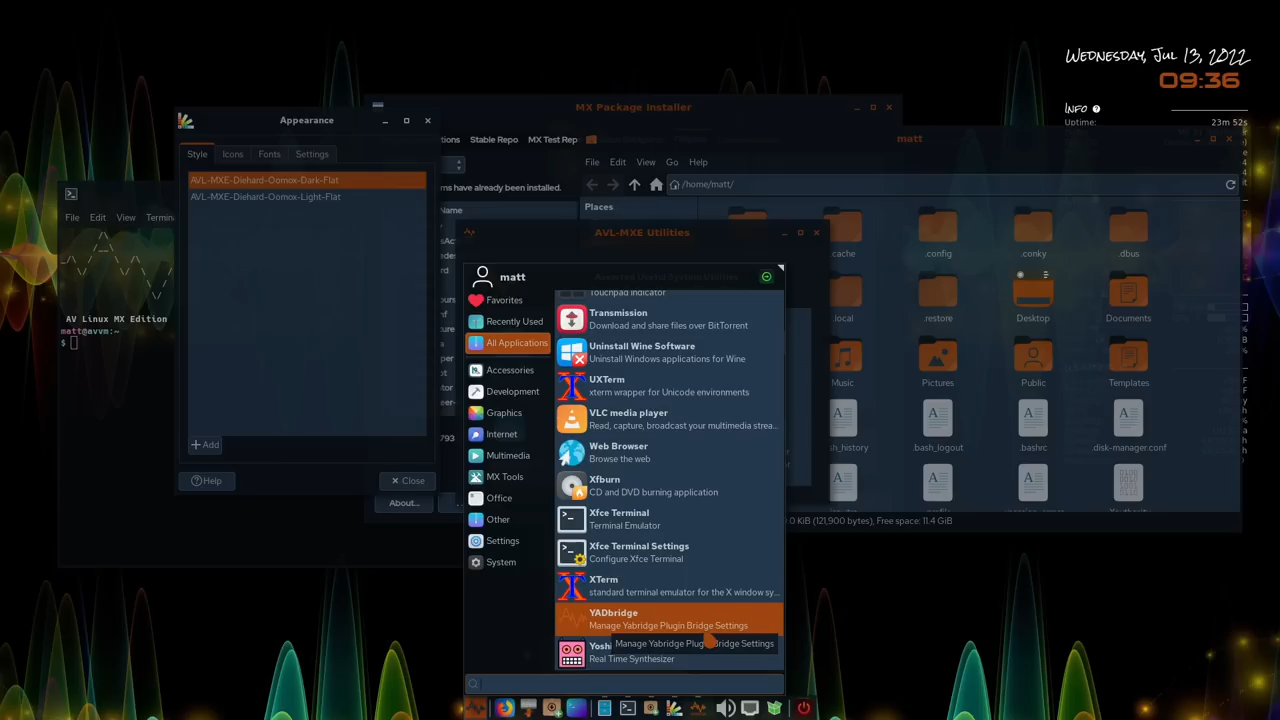 Wednesday, Jul 13, 2022
09:36
Info
Uptime:
23m 52s
MX Package Installer
Stable Repo
MX Test Rep
ms have already been installed.
Name
793
About...
Appearance
Style
Icons
Fonts
Settings
AVL-MXE-Diehard-Oomox-Dark-Flat
AVL-MXE-Diehard-Oomox-Light-Flat
Add
Help
Close
File Edit View Termin
AV Linux MX Edition
matt@avvm:~
$
matt
File Edit View Go Help
/home/matt/
Places
.cache
.config
.conky
.dbus
.local
.restore
Desktop
Documents
Music
Pictures
Public
Templates
.bash_logout
.bashrc
.disk-manager.conf
.0 KiB (121,900 bytes), Free space: 11.4 GiB
AVL-MXE Utilities
matt
Favorites
Recently Used
All Applications
Accessories
Development
Graphics
Internet
Multimedia
MX Tools
Office
Other
Settings
System
Touchpad Indicator
Transmission
Download and share files over BitTorrent
Uninstall Wine Software
Uninstall Windows applications for Wine
UXTerm
xterm wrapper for Unicode environments
VLC media player
Read, capture, broadcast your multimedia strea...
Web Browser
Browse the web
Xfburn
CD and DVD burning application
Xfce Terminal
Terminal Emulator
Xfce Terminal Settings
Configure Xfce Terminal
XTerm
standard terminal emulator for the X window sy...
YADbridge
Manage Yabridge Plugin Bridge Settings
Manage Yabridge Plug Bridge Settings
Yoshi
Real Time Synthesizer